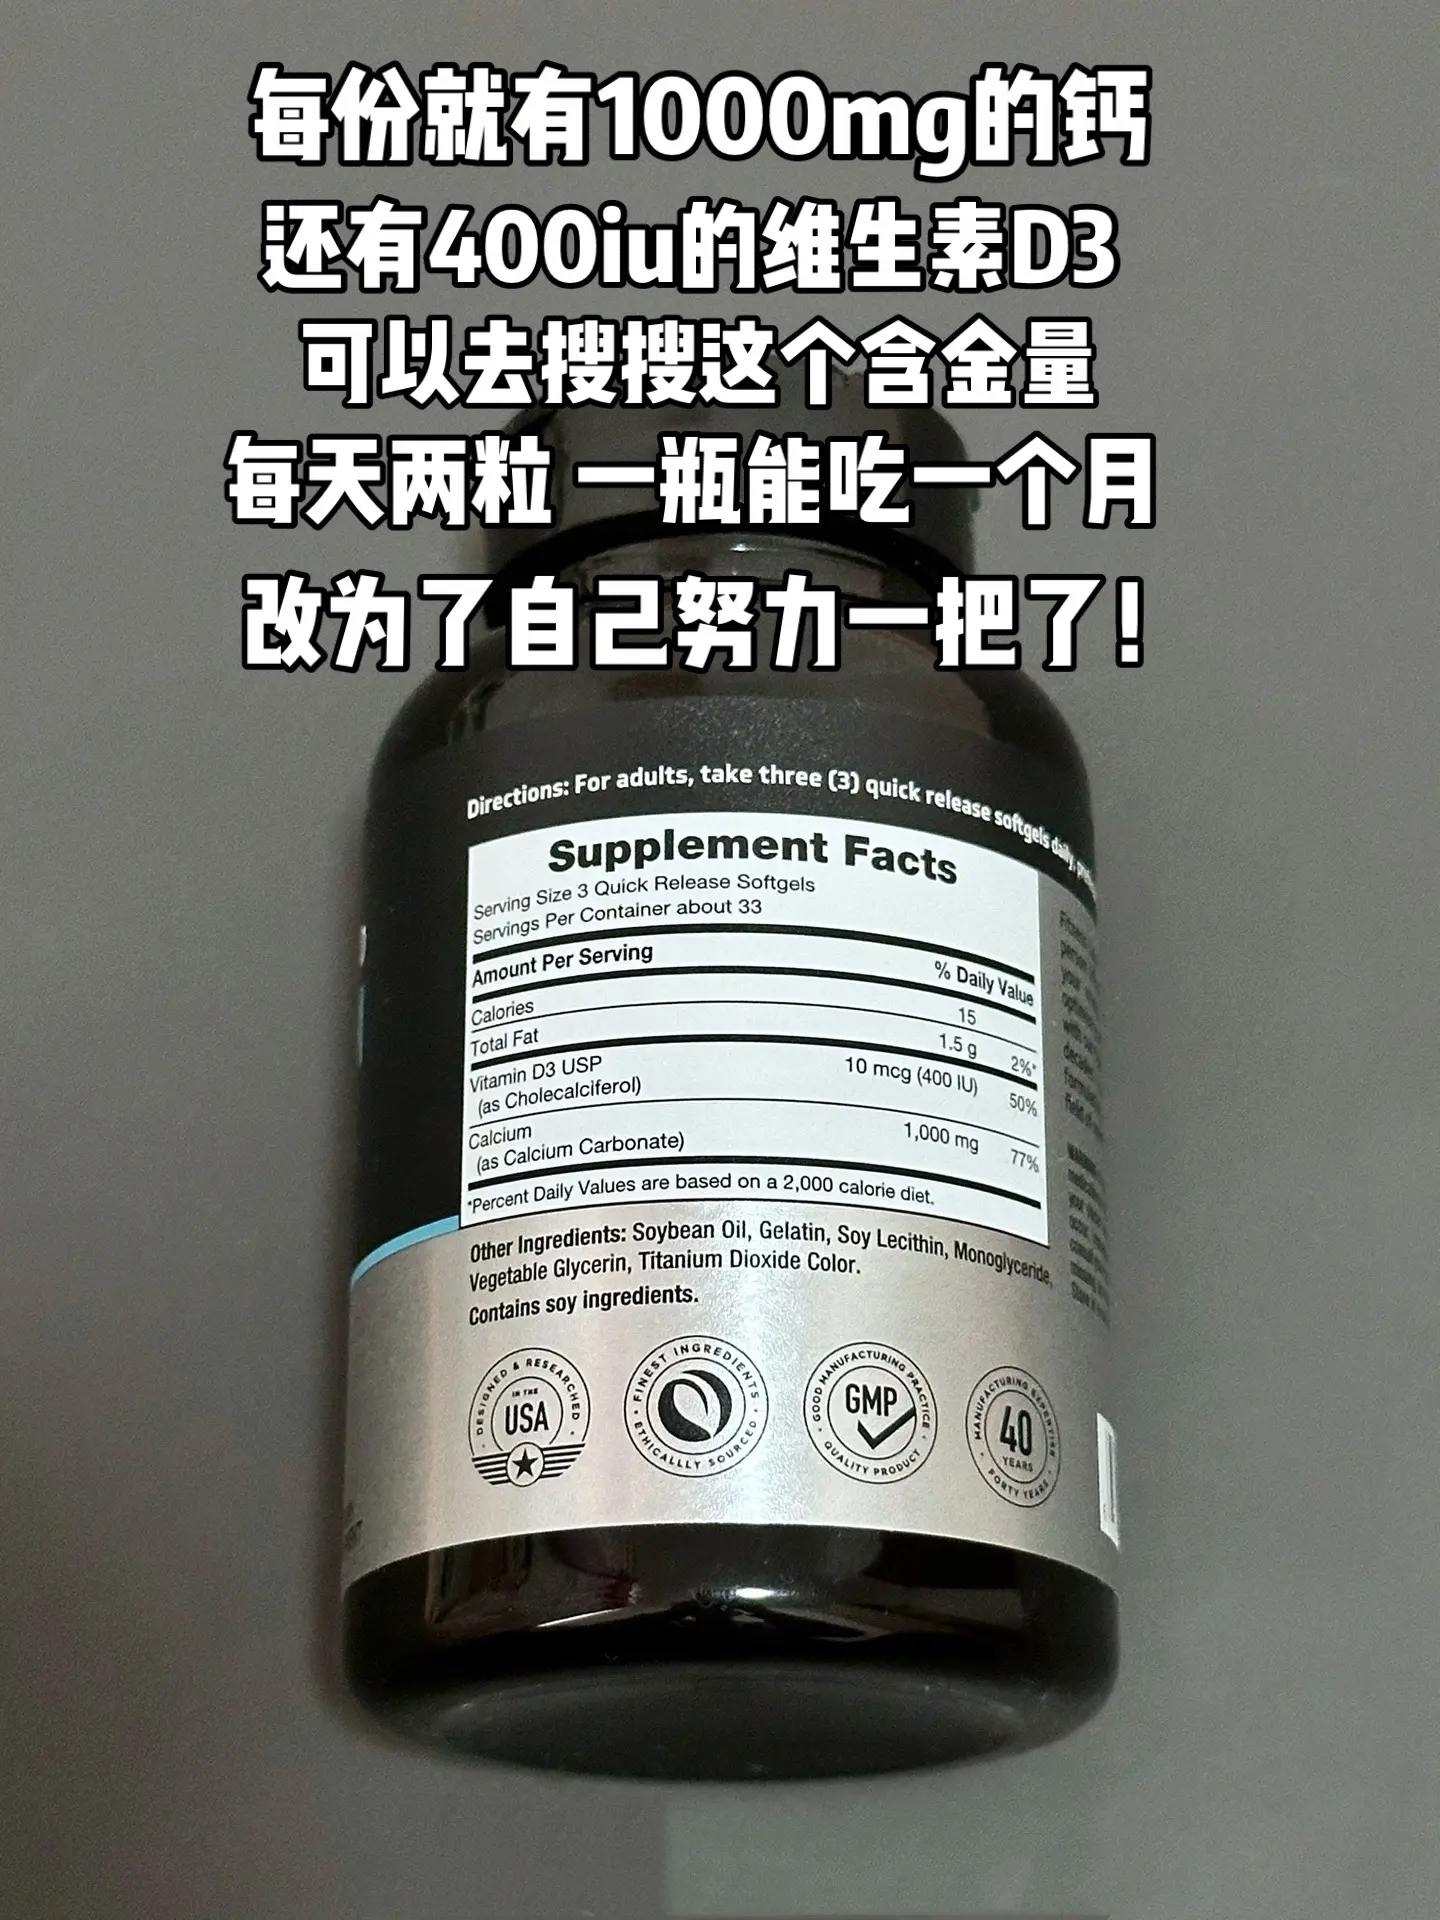 每份就有1000mg的钙
还有400iu的维生素D3
可以去搜搜这个含金量
每天两粒 一瓶能吃一个月
改为了自己努力一把了!
Directions: For adults, take three (3) quick release softgels daily,
Supplement Facts
Serving Size 3 Quick Release Softgels
Servings Per Container about 33
Amount Per Serving
% Daily Value
Calories 15
Total Fat 1.5 g 2%*
Vitamin D3 USP 10 mcg (400 IU) 50%
(as Cholecalciferol)
Calcium 1,000 mg 77%
(as Calcium Carbonate)
*Percent Daily Values are based on a 2,000 calorie diet.
Other Ingredients: Soybean Oil, Gelatin, Soy Lecithin, Monoglyceride,
Vegetable Glycerin, Titanium Dioxide Color.
Contains soy ingredients.
DESIGNED & RESEARCHED
IN THE
USA
FINEST INGREDIENTS
ETHICALLLY SOURCED
GOOD MANUFACTURING PRACTICE
GMP
QUALITY PRODUCT
MANUFACTURING EXPERTISE
40
YEARS
FORTY YEARS